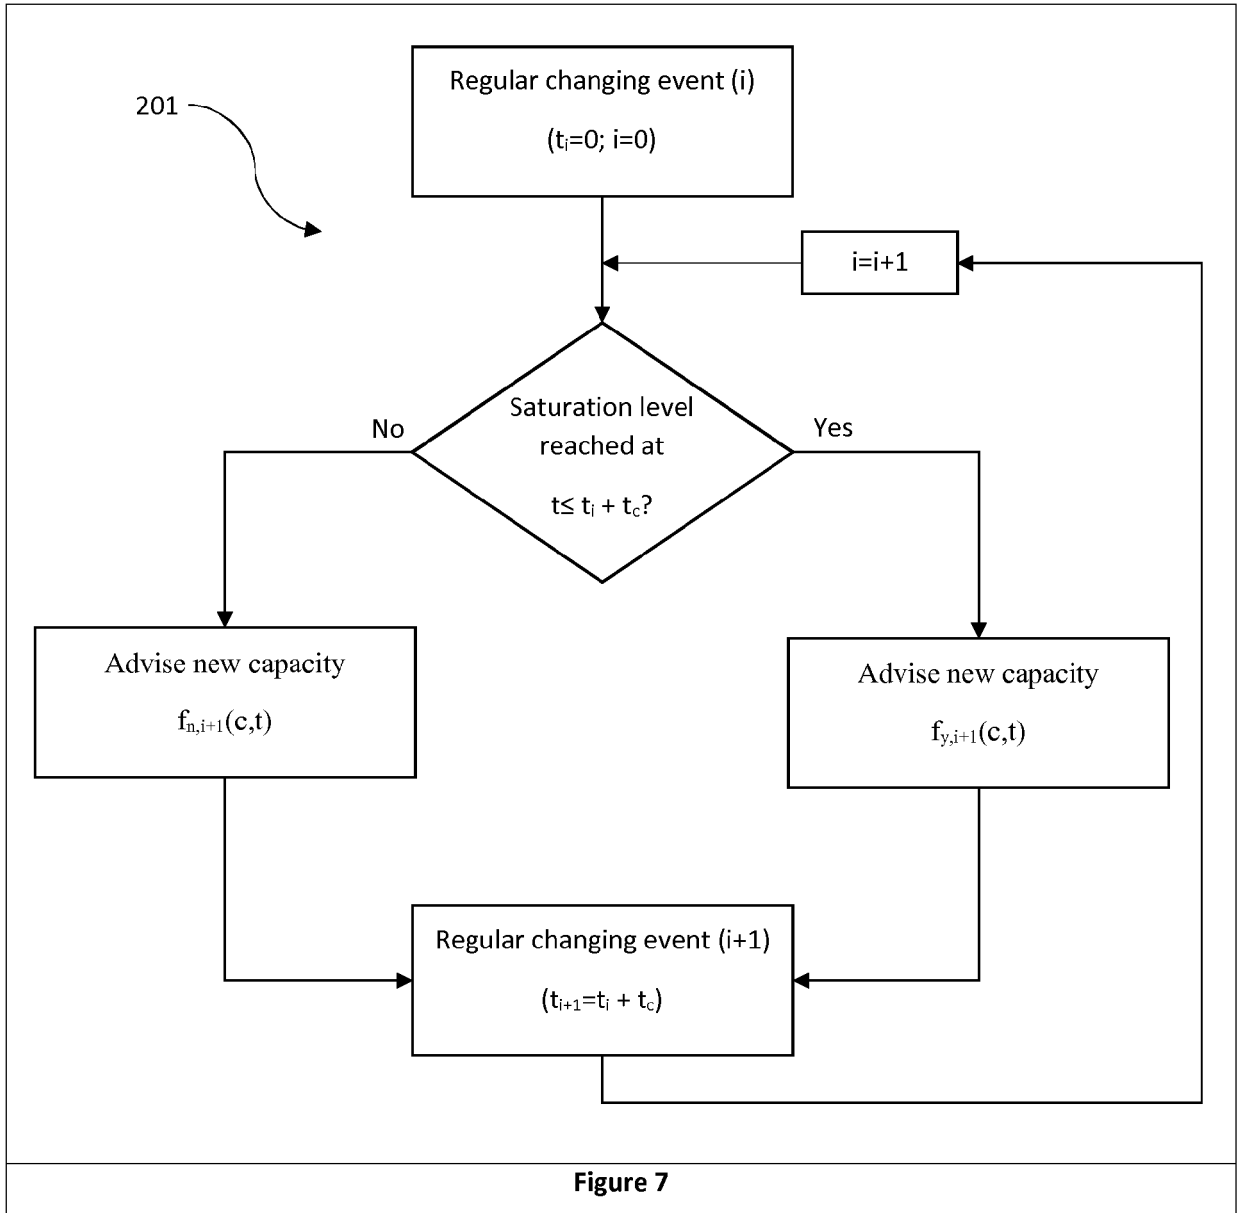 Regular changing event (i)
(tᵢ=0; i=0)
201
i=i+1
Saturation level
reached at
t≤ tᵢ + t꜀?
No
Yes
Advise new capacity
fₙ,ᵢ₊₁(c,t)
Advise new capacity
f_y,i+1(c,t)
Regular changing event (i+1)
(tᵢ₊₁=tᵢ + t꜀)
Figure 7